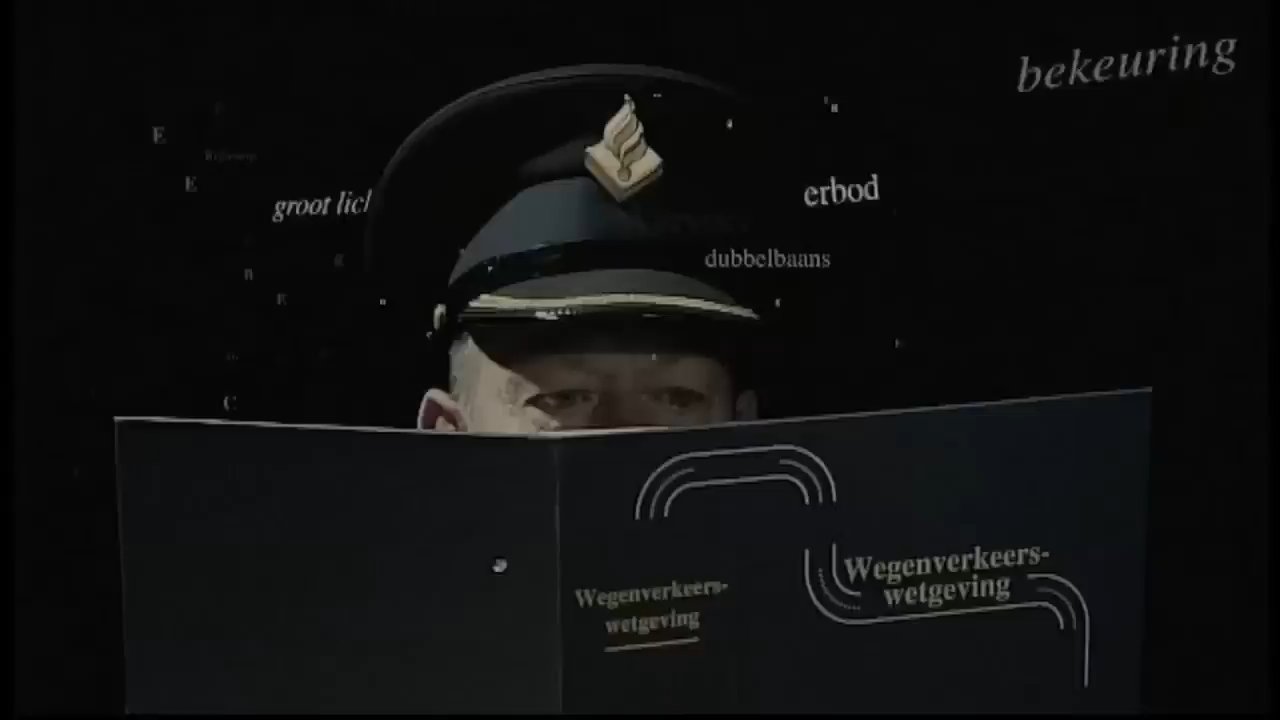 bekeuring
E
E
groot licl
erbod
dubbelbaans
n
g
E
C
Wegenverkeers-
wetgeving
Wegenverkeers-
wetgeving